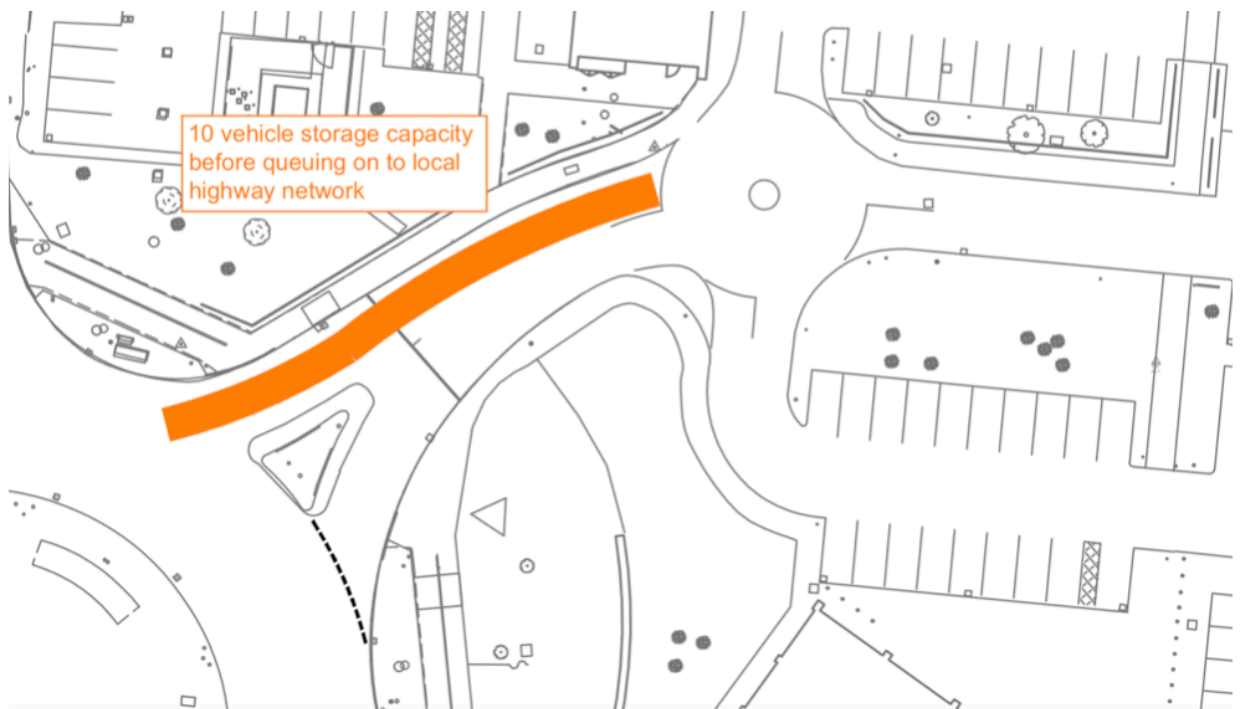 10 vehicle storage capacity
before queuing on to local
highway network